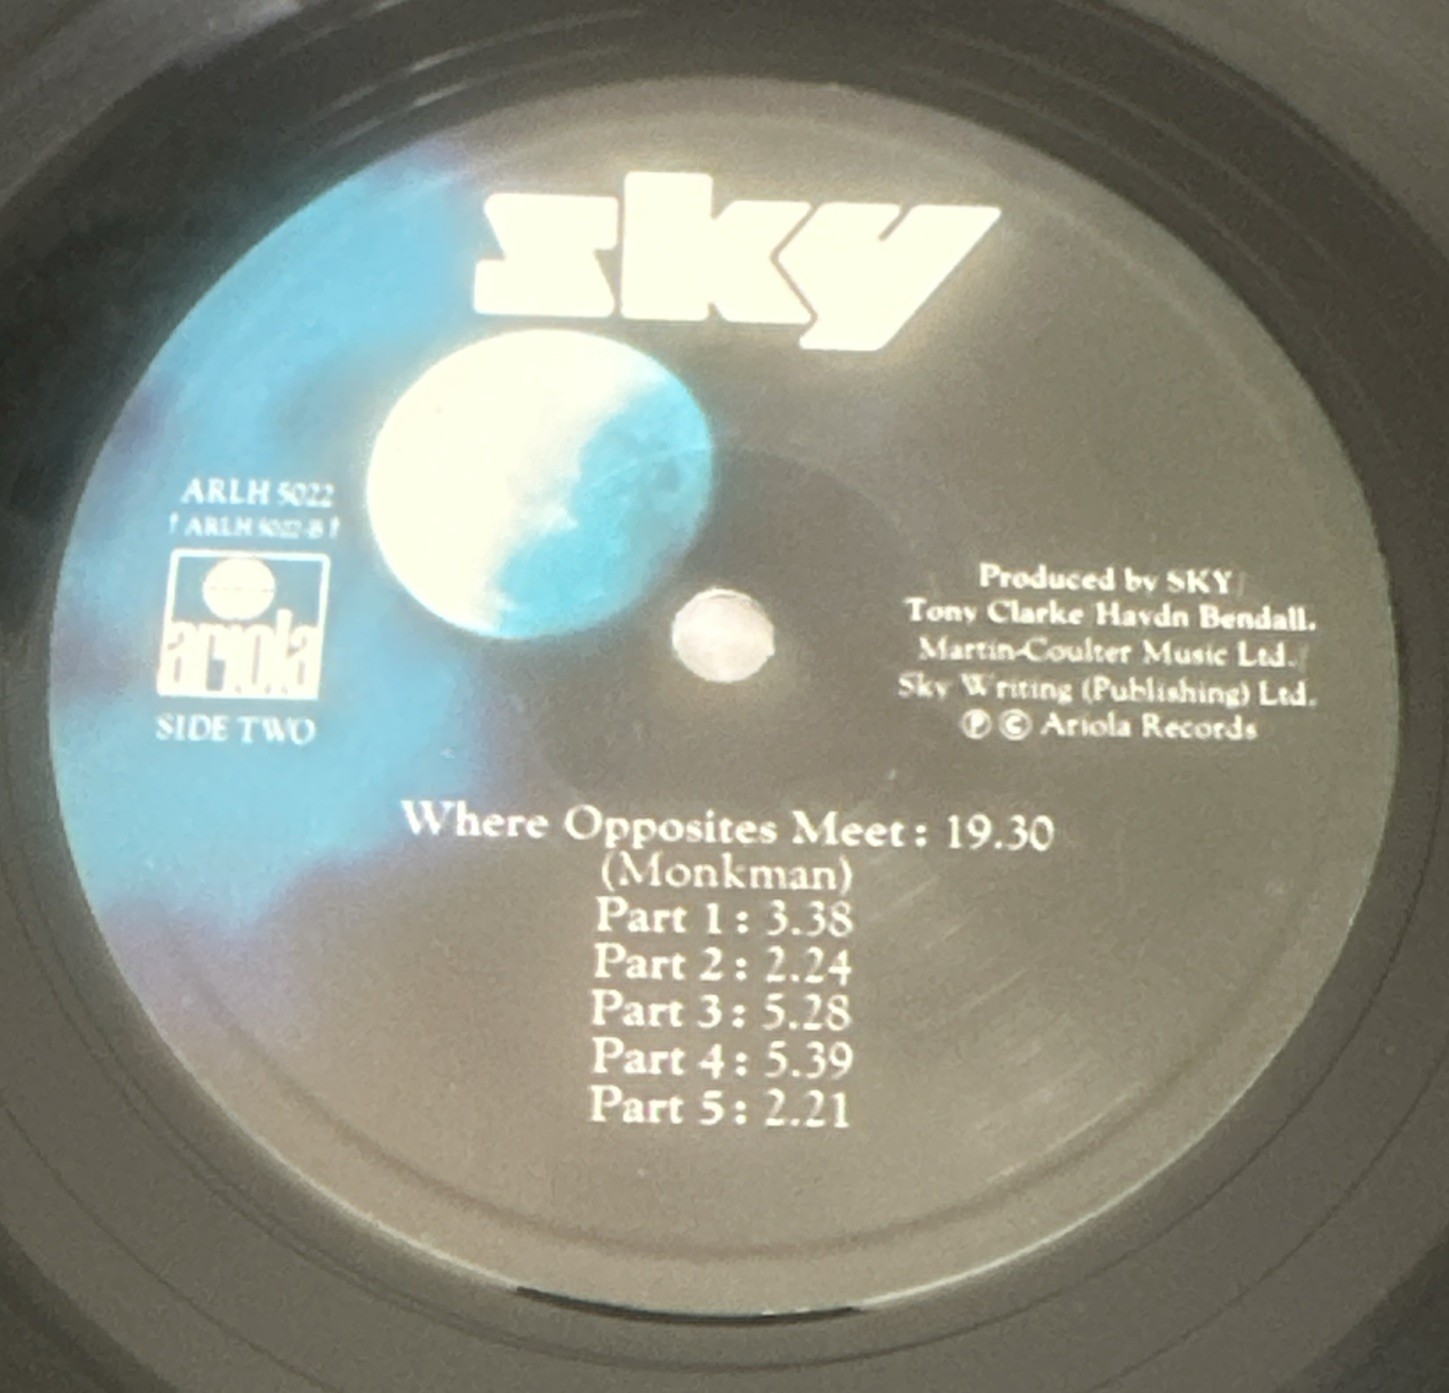 sky
ARLH 5022
↑ ARLH 5022-B ↑
ariola
SIDE TWO
Produced by SKY
Tony Clarke Haydn Bendall.
Martin-Coulter Music Ltd.
Sky Writing (Publishing) Ltd.
℗ © Ariola Records
Where Opposites Meet: 19.30
(Monkman)
Part 1: 3.38
Part 2: 2.24
Part 3: 5.28
Part 4: 5.39
Part 5: 2.21